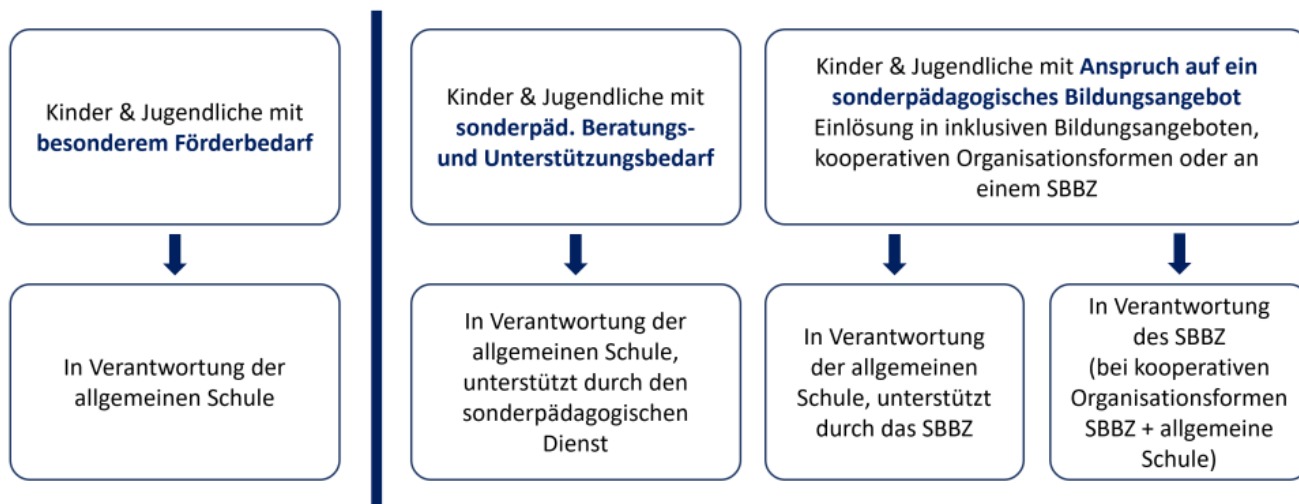 Kinder & Jugendliche mit
besonderem Förderbedarf
Kinder & Jugendliche mit
sonderpäd. Beratungs-
und Unterstützungsbedarf
Kinder & Jugendliche mit Anspruch auf ein
sonderpädagogisches Bildungsangebot
Einlösung in inklusiven Bildungsangeboten,
kooperativen Organisationsformen oder an
einem SBBZ
In Verantwortung der
allgemeinen Schule
In Verantwortung der
allgemeinen Schule,
unterstützt durch den
sonderpädagogischen
Dienst
In Verantwortung
der allgemeinen
Schule, unterstützt
durch das SBBZ
In Verantwortung
des SBBZ
(bei kooperativen
Organisationsformen
SBBZ + allgemeine
Schule)